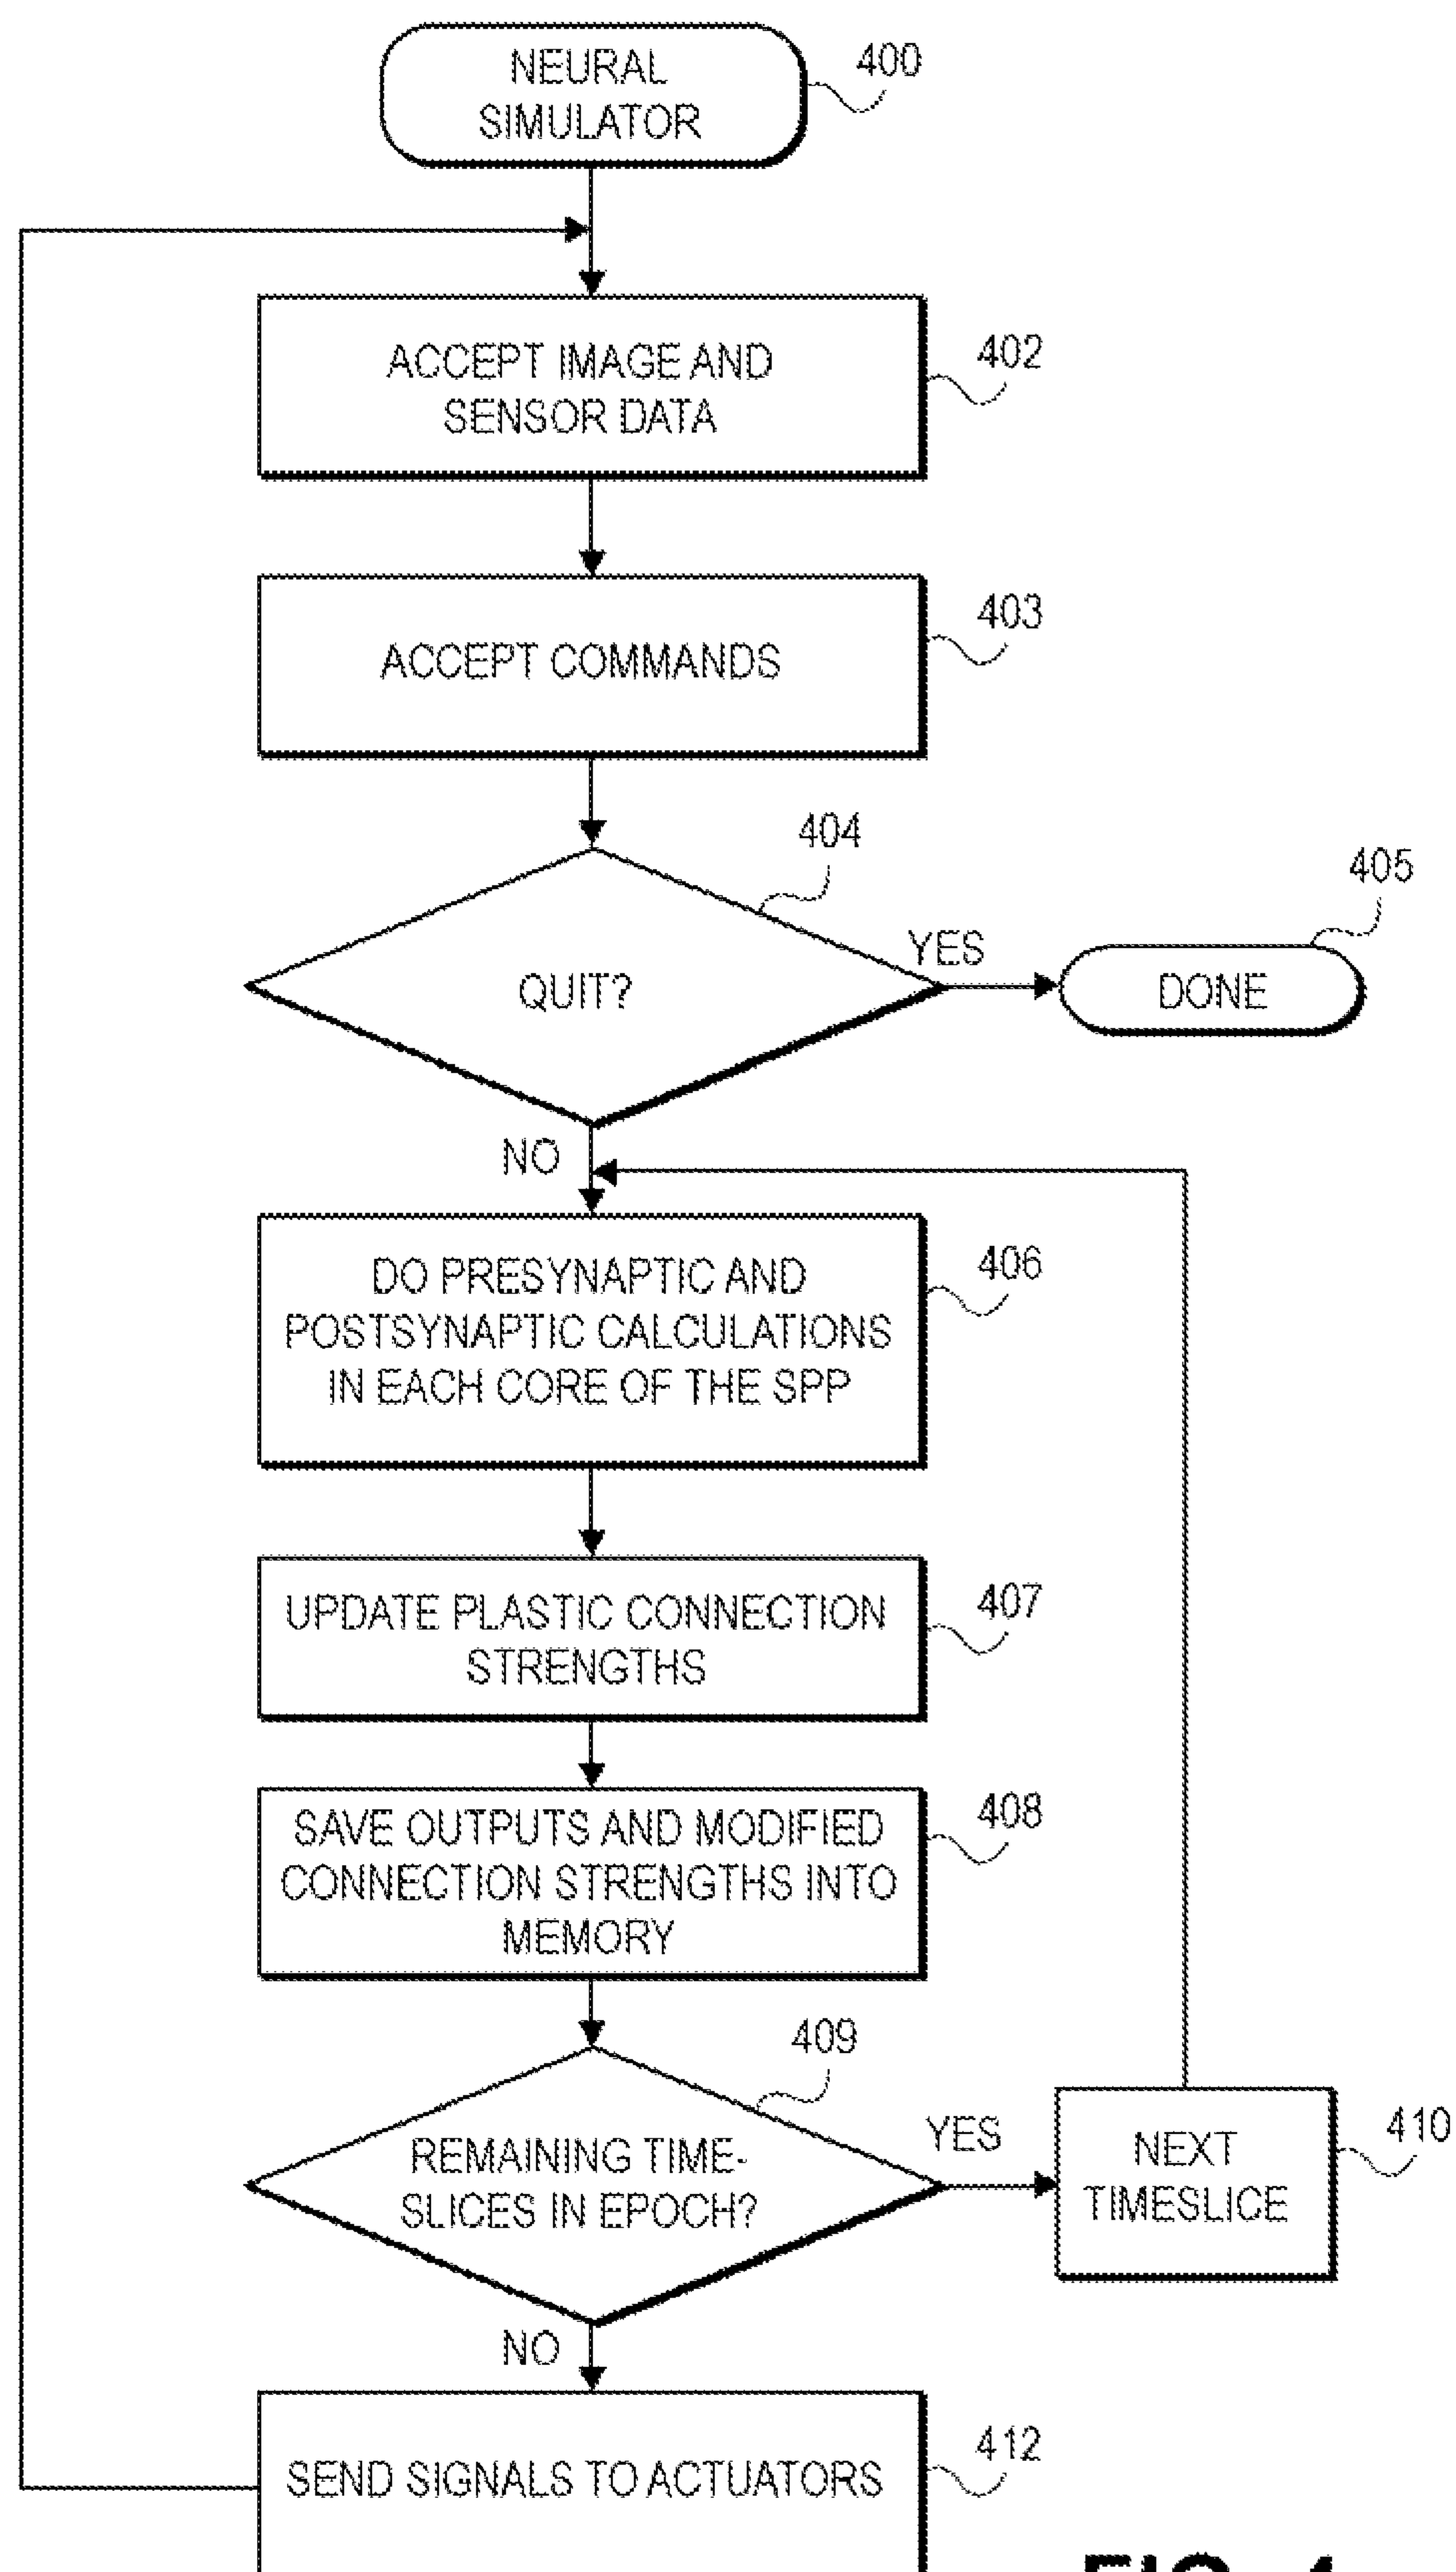 NEURAL
SIMULATOR
400
ACCEPT IMAGE AND
SENSOR DATA
402
ACCEPT COMMANDS
403
404
QUIT?
YES
405
DONE
NO
DO PRESYNAPTIC AND
POSTSYNAPTIC CALCULATIONS
IN EACH CORE OF THE SPP
406
UPDATE PLASTIC CONNECTION
STRENGTHS
407
SAVE OUTPUTS AND MODIFIED
CONNECTION STRENGTHS INTO
MEMORY
408
409
REMAINING TIME-
SLICES IN EPOCH?
YES
NEXT
TIMESLICE
410
NO
SEND SIGNALS TO ACTUATORS
412